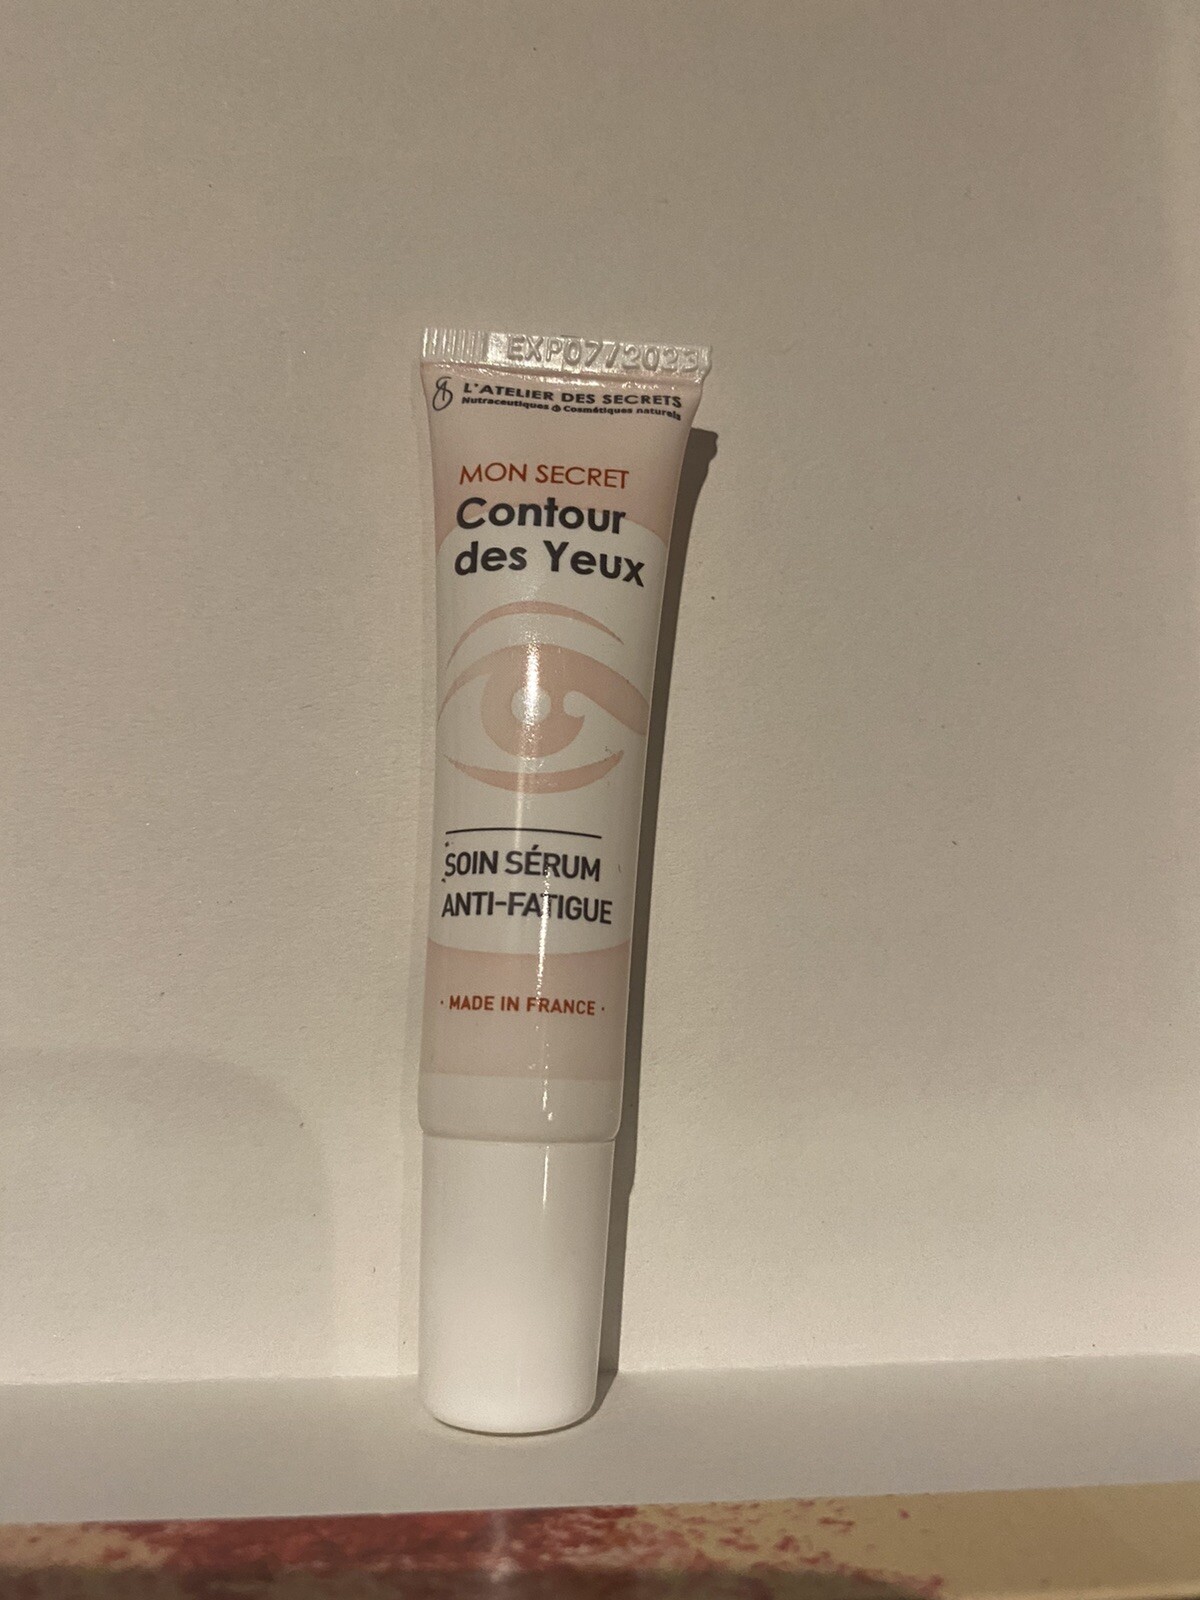 EXP07/2023
L'ATELIER DES SECRETS
Nutraceutiques & Cosmétiques naturels
MON SECRET
Contour
des Yeux
SOIN SÉRUM
ANTI-FATIGUE
· MADE IN FRANCE ·